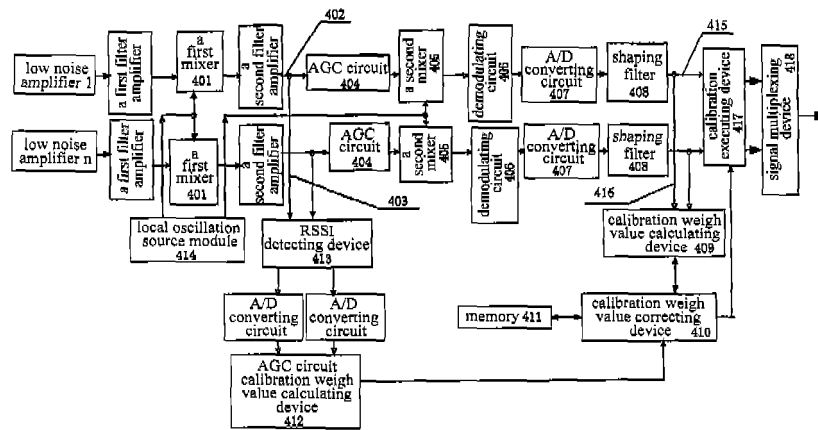 402
415
low noise
amplifier 1
a first filter
amplifier
a first
mixer
401
a second filter
amplifier
AGC circuit
404
a second
mixer 405
demodulating
circuit 406
A/D
converting
circuit
407
shaping
filter
408
calibration
executing device
417
signal multiplexing
device
418
low noise
amplifier n
a first filter
amplifier
a first
mixer
401
a second filter
amplifier
AGC
circuit
404
a second
mixer
405
demodulating
circuit 406
A/D
converting
circuit
407
shaping
filter
408
403
416
local oscillation
source module
414
RSSI
detecting device
413
calibration weigh
value calculating
device 409
A/D
converting
circuit
A/D
converting
circuit
memory 411
calibration weigh
value correcting
device 410
AGC circuit
calibration weigh
value calculating
device
412